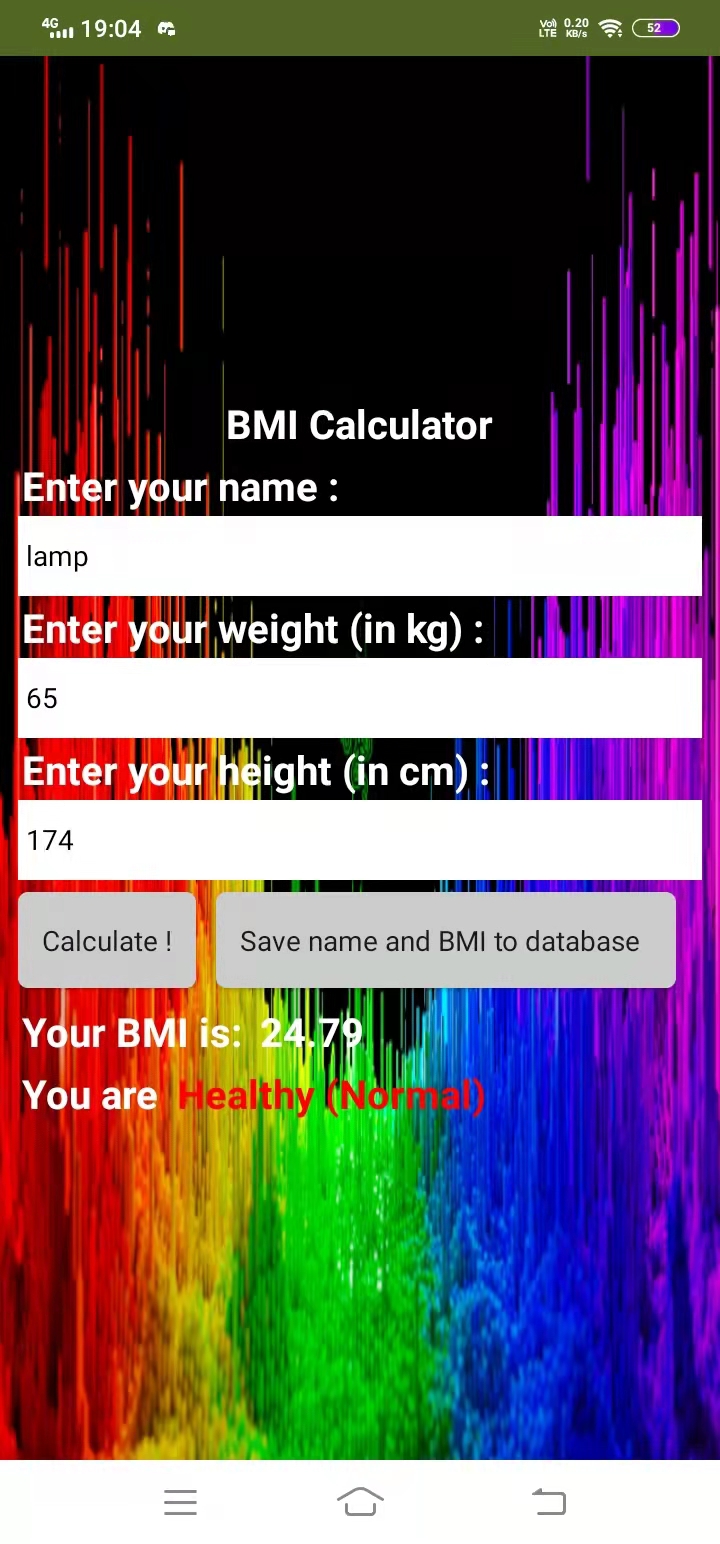 4G 19:04 Vo) LTE 0.20 KB/s 52
BMI Calculator
Enter your name :
lamp
Enter your weight (in kg) :
65
Enter your height (in cm) :
174
Calculate ! Save name and BMI to database
Your BMI is: 24.79
You are Healthy (Normal)